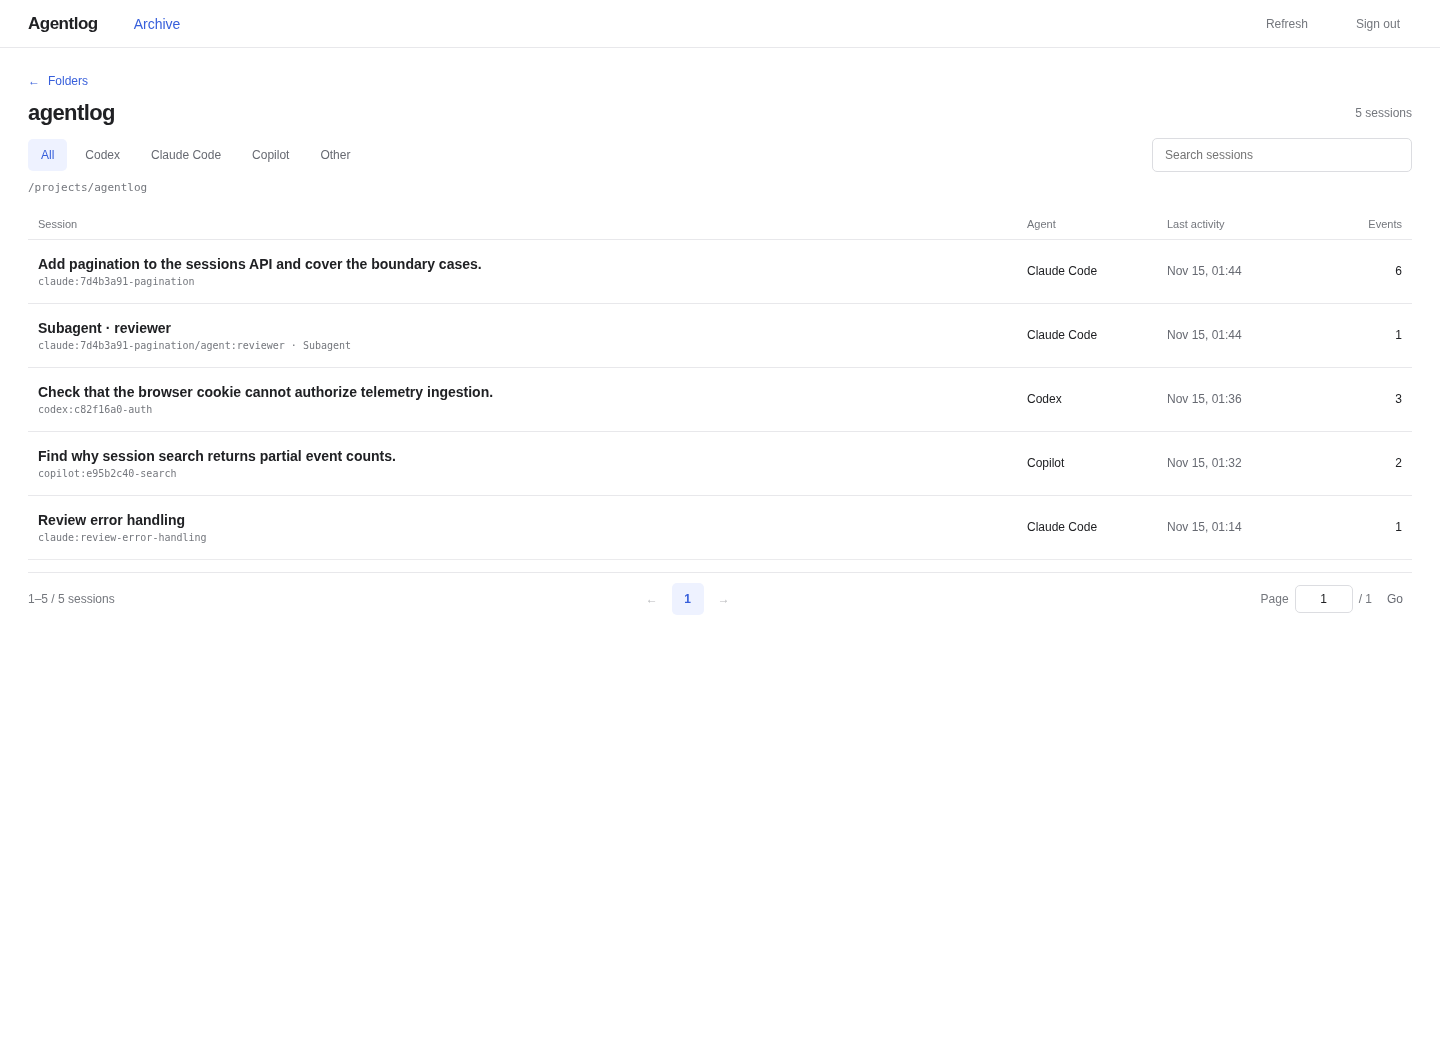 Agentlog Archive Refresh Sign out
← Folders
agentlog 5 sessions
All Codex Claude Code Copilot Other Search sessions
/projects/agentlog
Session Agent Last activity Events
Add pagination to the sessions API and cover the boundary cases.
claude:7d4b3a91-pagination
Claude Code Nov 15, 01:44 6
Subagent · reviewer
claude:7d4b3a91-pagination/agent:reviewer · Subagent
Claude Code Nov 15, 01:44 1
Check that the browser cookie cannot authorize telemetry ingestion.
codex:c82f16a0-auth
Codex Nov 15, 01:36 3
Find why session search returns partial event counts.
copilot:e95b2c40-search
Copilot Nov 15, 01:32 2
Review error handling
claude:review-error-handling
Claude Code Nov 15, 01:14 1
1–5 / 5 sessions ← 1 → Page 1 / 1 Go